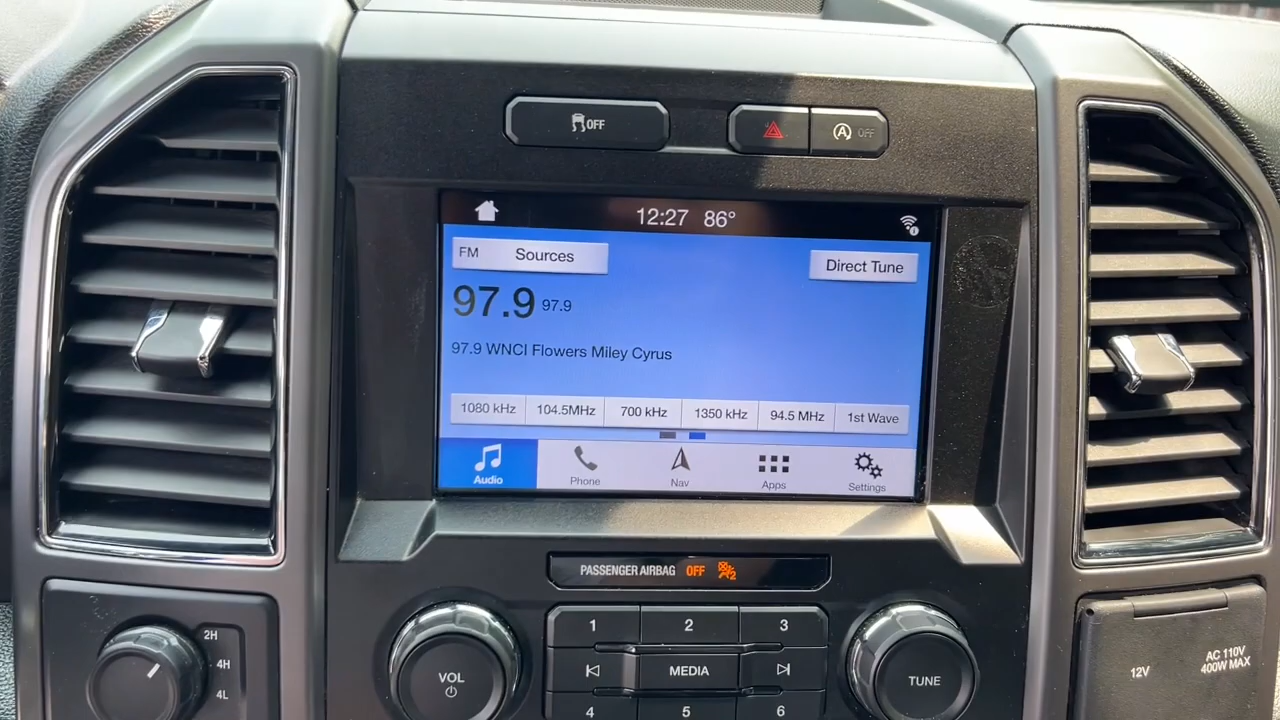 OFF
OFF
12:27 86°
FM Sources
Direct Tune
97.9 97.9
97.9 WNCI Flowers Miley Cyrus
1080 kHz 104.5MHz 700 kHz 1350 kHz 94.5 MHz 1st Wave
Audio Phone Nav Apps Settings
PASSENGER AIRBAG OFF 2
1 2 3
MEDIA
4 5 6
VOL
TUNE
2H
4H
4L
12V
AC 110V
400W MAX